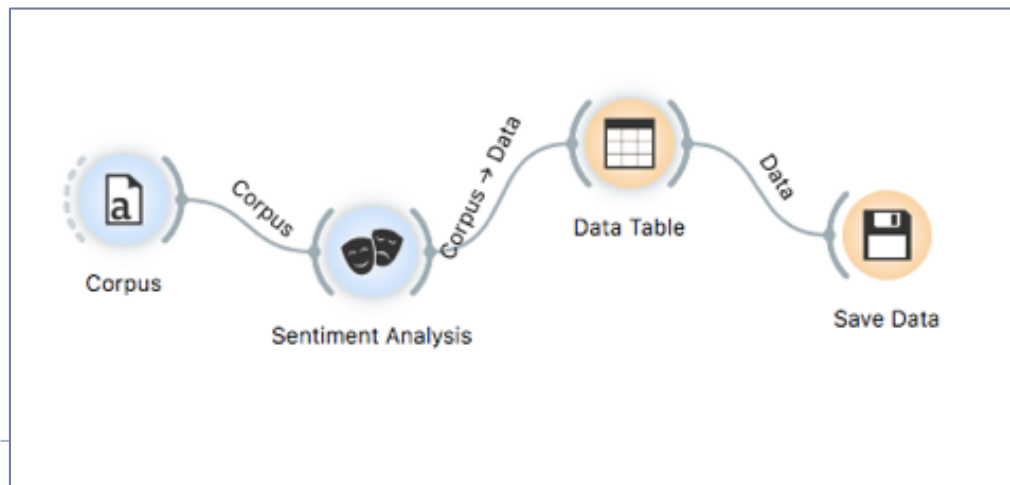 Corpus
Corpus
Sentiment Analysis
Corpus → Data
Data Table
Data
Save Data
a